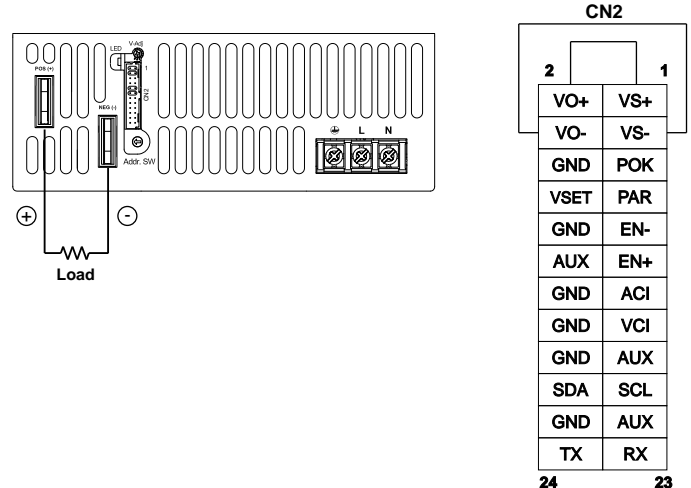 LED
V-Adj
POS (+)
1
CN2
NEG (-)
Addr. SW
L N
+
-
Load
CN2
2 1
VO+ VS+
VO- VS-
GND POK
VSET PAR
GND EN-
AUX EN+
GND ACI
GND VCI
GND AUX
SDA SCL
GND AUX
TX RX
24 23